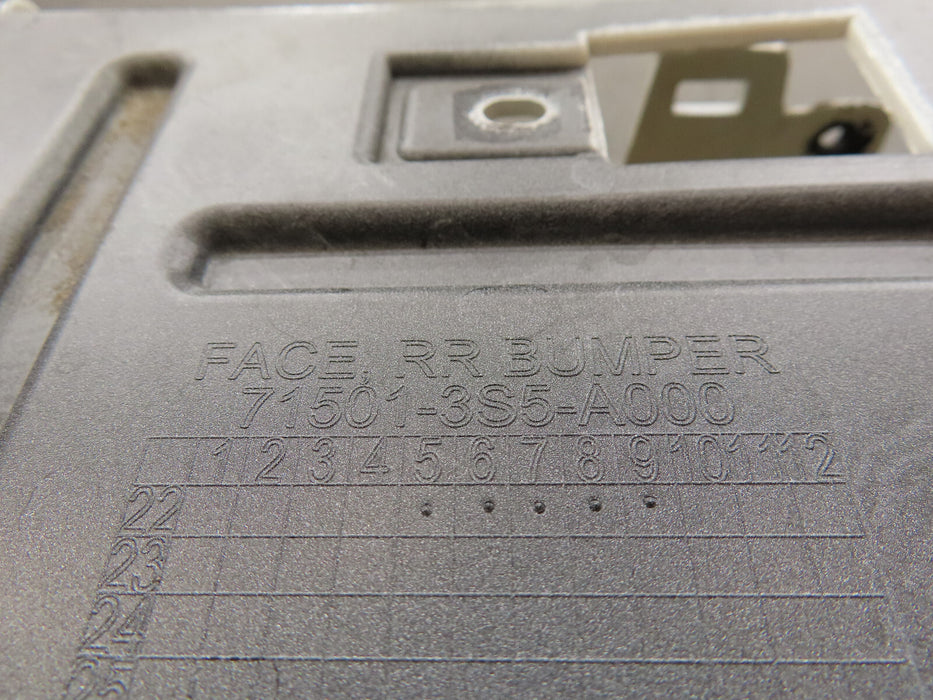 FACE, RR BUMPER
71501-3S5-A000
1 2 3 4 5 6 7 8 9 10 11 12
22
23
24